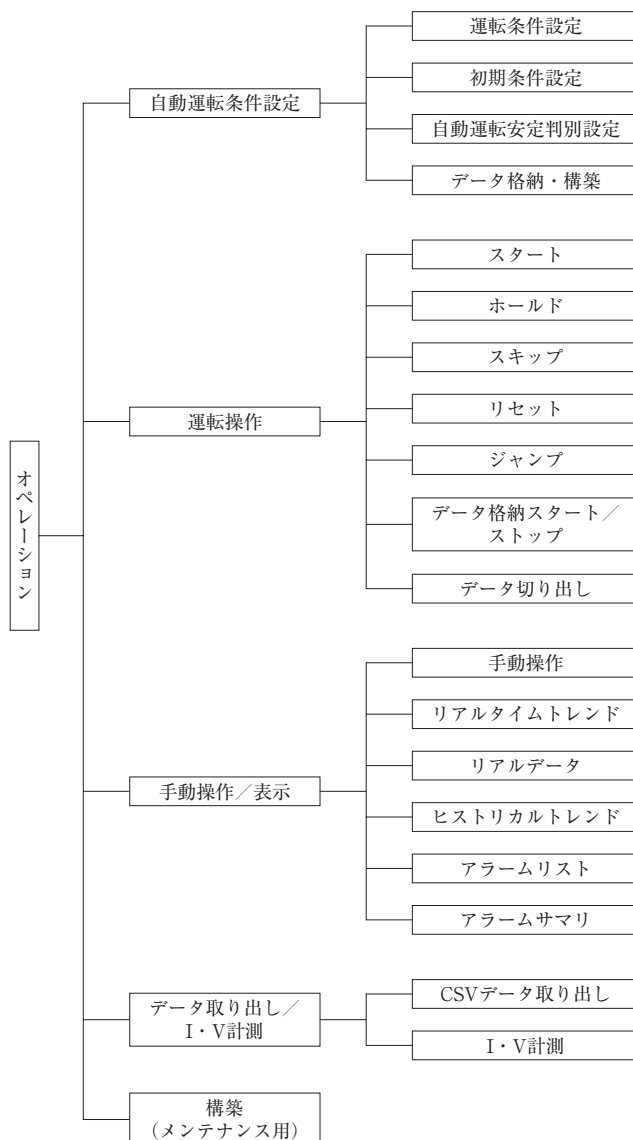 オペレーション
自動運転条件設定
運転条件設定
初期条件設定
自動運転安定判別設定
データ格納・構築
運転操作
スタート
ホールド
スキップ
リセット
ジャンプ
データ格納スタート／
ストップ
データ切り出し
手動操作／表示
手動操作
リアルタイムトレンド
リアルデータ
ヒストリカルトレンド
アラームリスト
アラームサマリ
データ取り出し／
I・V計測
CSVデータ取り出し
I・V計測
構築
（メンテナンス用）